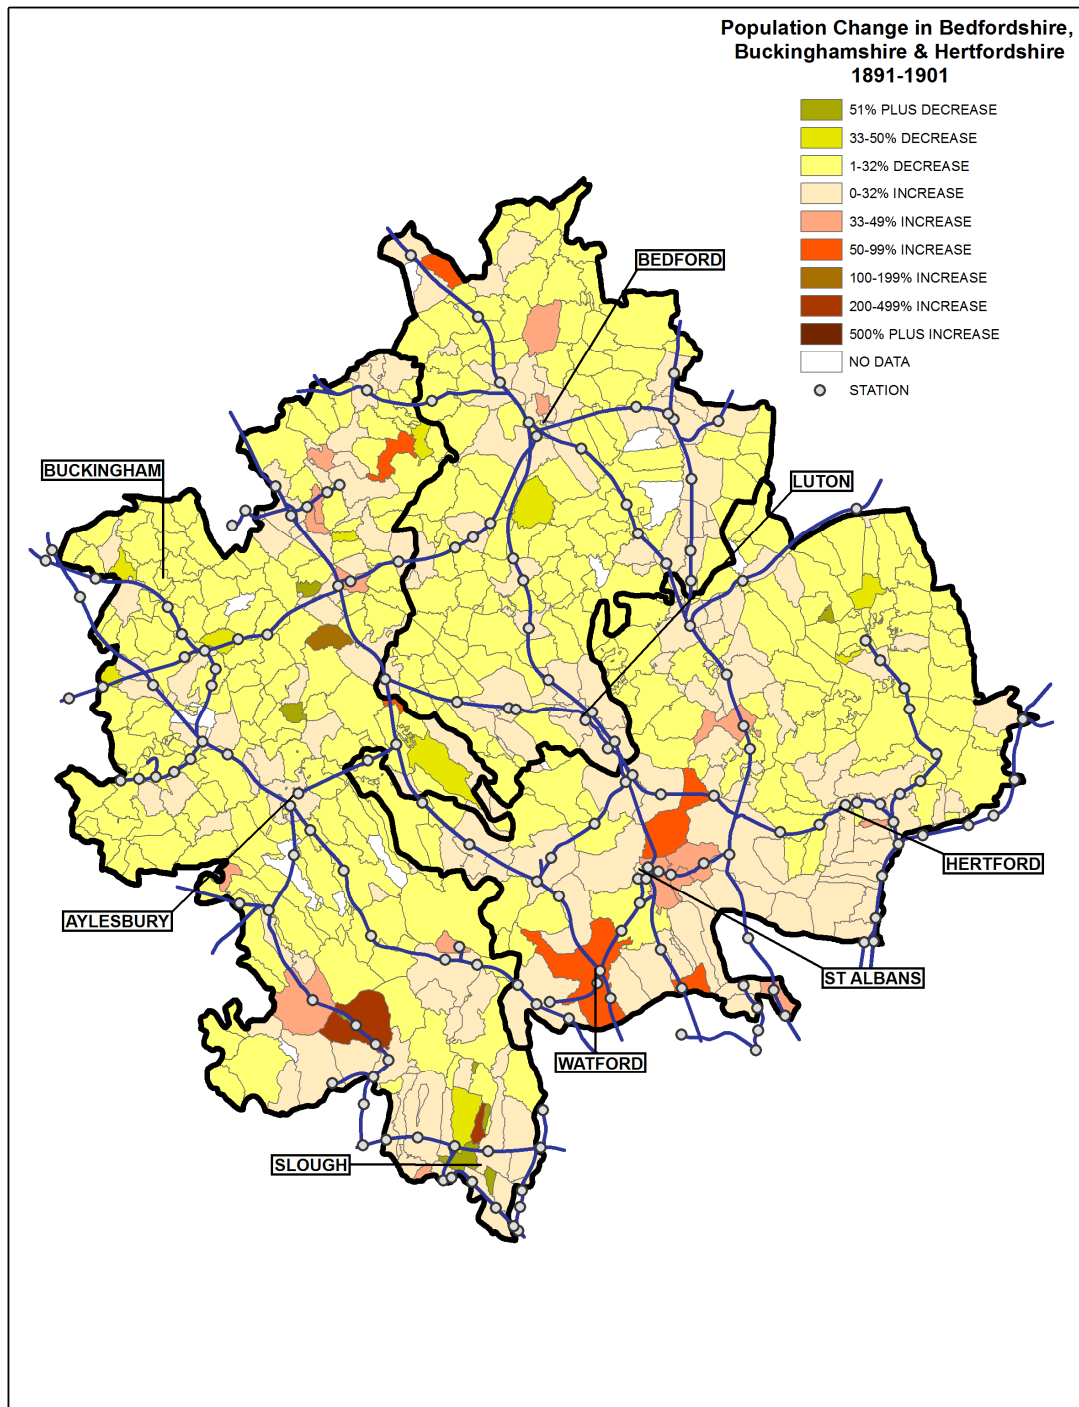 Population Change in Bedfordshire,
Buckinghamshire & Hertfordshire
1891-1901
51% PLUS DECREASE
33-50% DECREASE
1-32% DECREASE
0-32% INCREASE
33-49% INCREASE
50-99% INCREASE
100-199% INCREASE
200-499% INCREASE
500% PLUS INCREASE
NO DATA
STATION
BEDFORD
BUCKINGHAM
LUTON
HERTFORD
AYLESBURY
ST ALBANS
WATFORD
SLOUGH